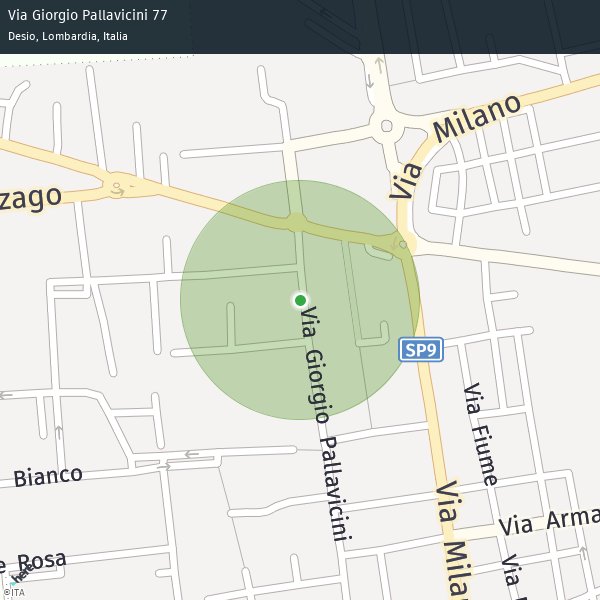 Via Giorgio Pallavicini 77
Desio, Lombardia, Italia
Via Milano
zago
Via Giorgio Pallavicini
SP9
Via Fiume
Bianco
Via Mila
Via Arma
e Rosa
Via
here
©ITA